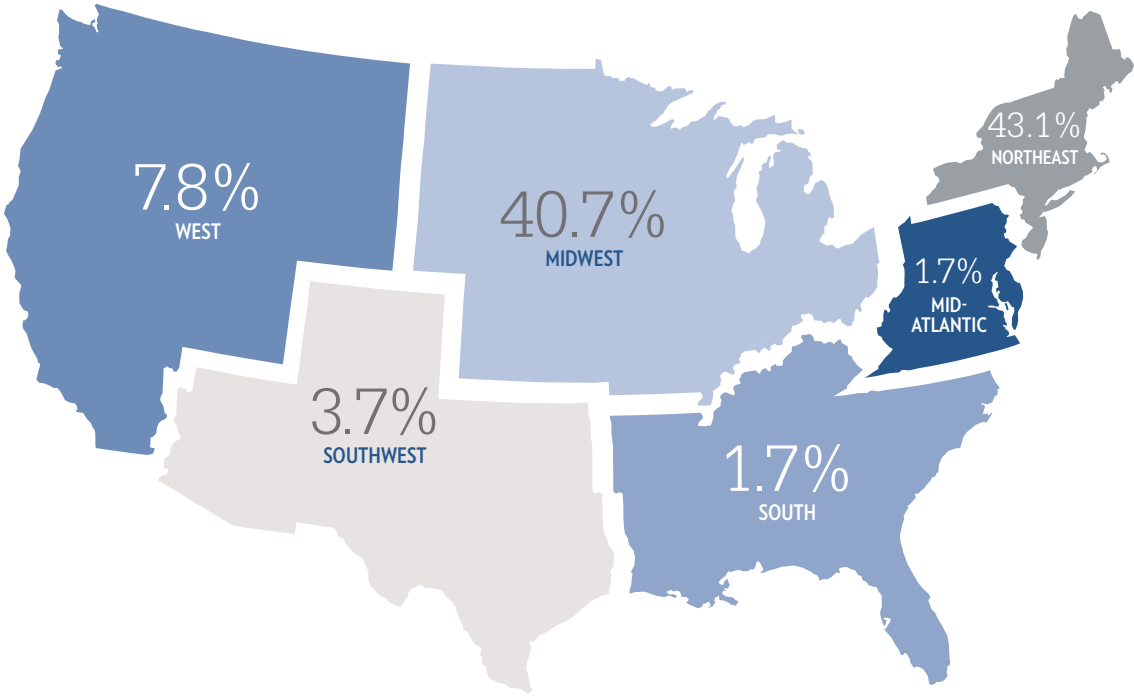 7.8%
WEST
40.7%
MIDWEST
43.1%
NORTHEAST
1.7%
MID-
ATLANTIC
3.7%
SOUTHWEST
1.7%
SOUTH